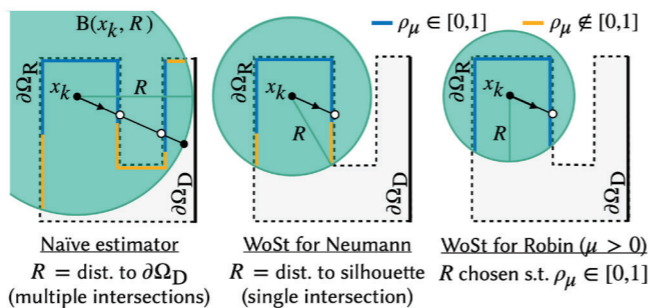 B(x_k, R)
ρ_μ ∈ [0,1]
ρ_μ ∉ [0,1]
∂Ω_R
x_k
R
∂Ω_D
∂Ω_R
x_k
R
∂Ω_D
∂Ω_R
x_k
R
∂Ω_D
Naïve estimator
R = dist. to ∂Ω_D
(multiple intersections)
WoSt for Neumann
R = dist. to silhouette
(single intersection)
WoSt for Robin (μ > 0)
R chosen s.t. ρ_μ ∈ [0,1]